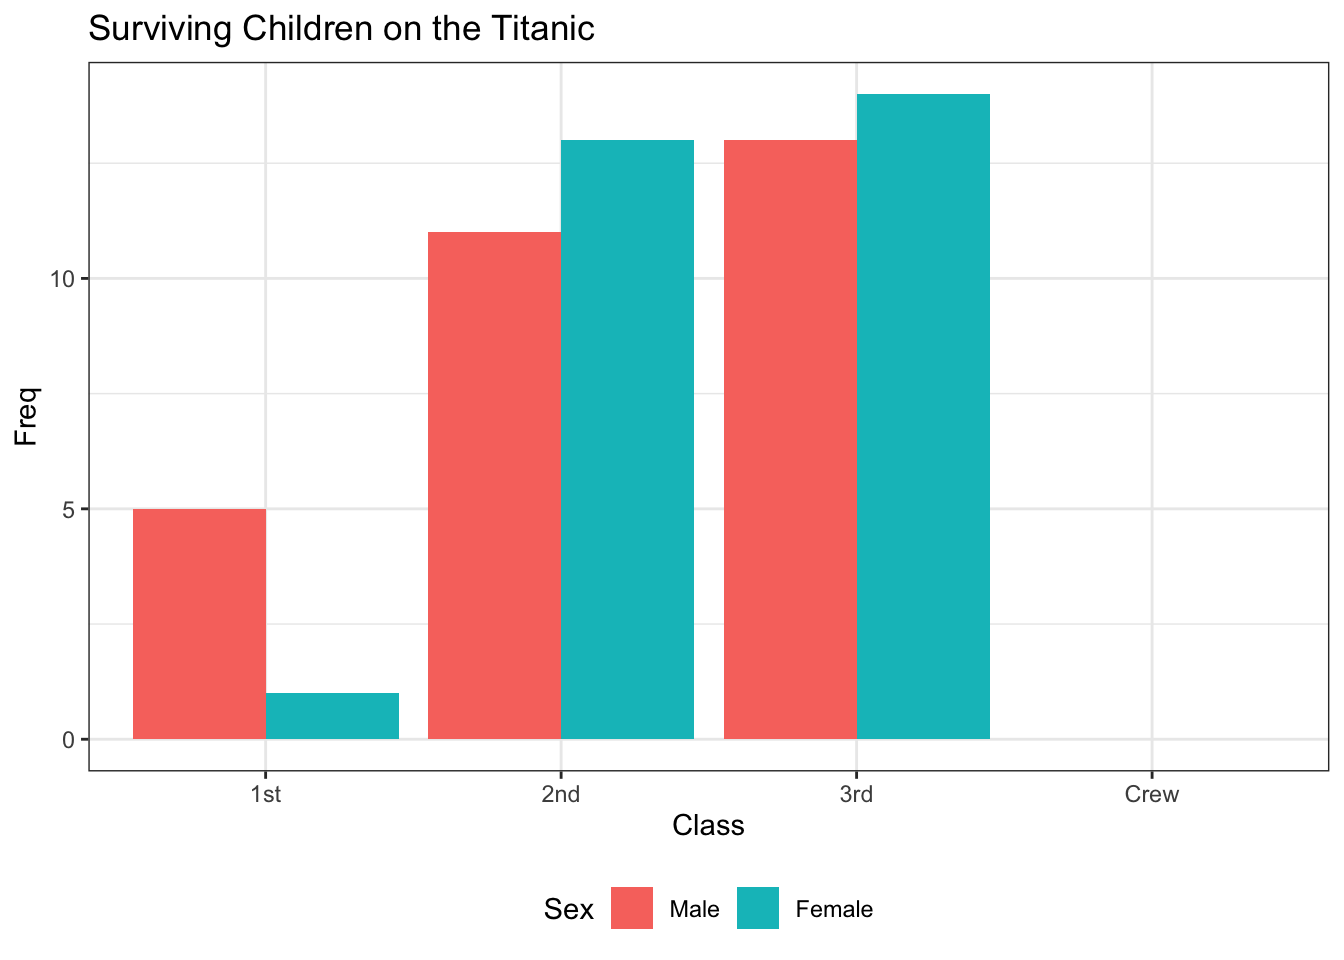 Surviving Children on the Titanic
Freq
10
5
0
1st 2nd 3rd Crew
Class
Sex Male Female